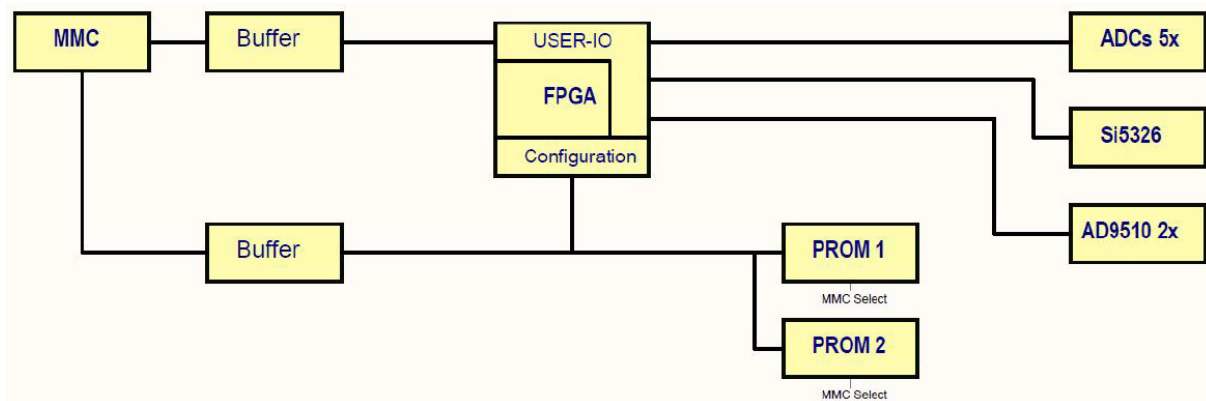 MMC
Buffer
USER-IO
ADCs 5x
FPGA
Si5326
Configuration
AD9510 2x
Buffer
PROM 1
MMC Select
PROM 2
MMC Select